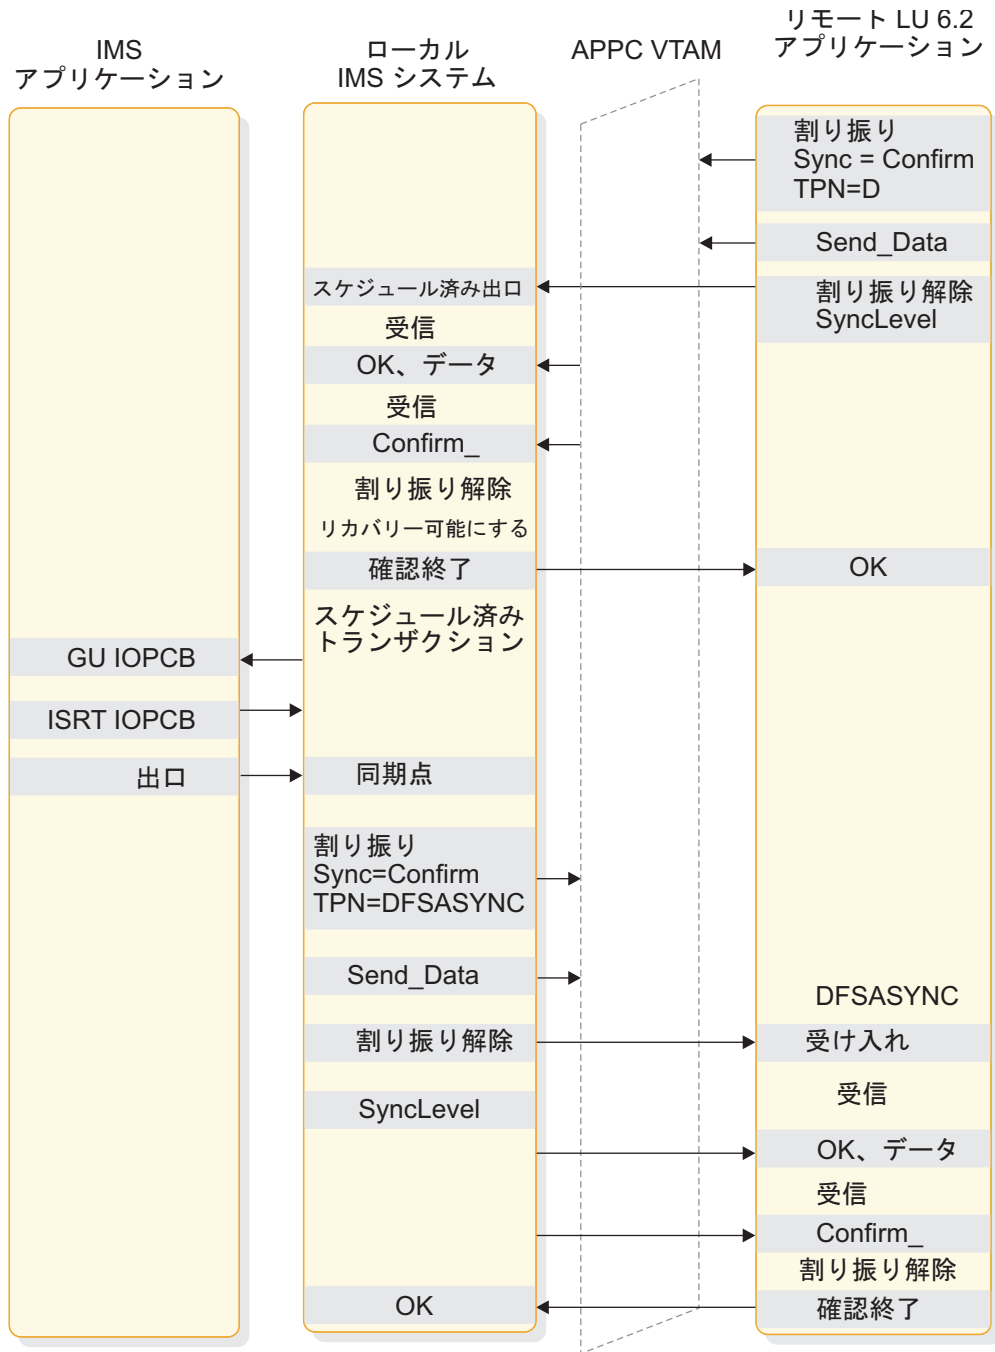 IMS
アプリケーション
ローカル
IMS システム
APPC VTAM
リモート LU 6.2
アプリケーション
割り振り
Sync = Confirm
TPN=D
Send_Data
スケジュール済み出口
割り振り解除
SyncLevel
受信
OK、データ
受信
Confirm_
割り振り解除
リカバリー可能にする
確認終了
OK
スケジュール済み
トランザクション
GU IOPCB
ISRT IOPCB
出口
同期点
割り振り
Sync=Confirm
TPN=DFSASYNC
Send_Data
DFSASYNC
割り振り解除
受け入れ
受信
SyncLevel
OK、データ
受信
Confirm_
割り振り解除
OK
確認終了